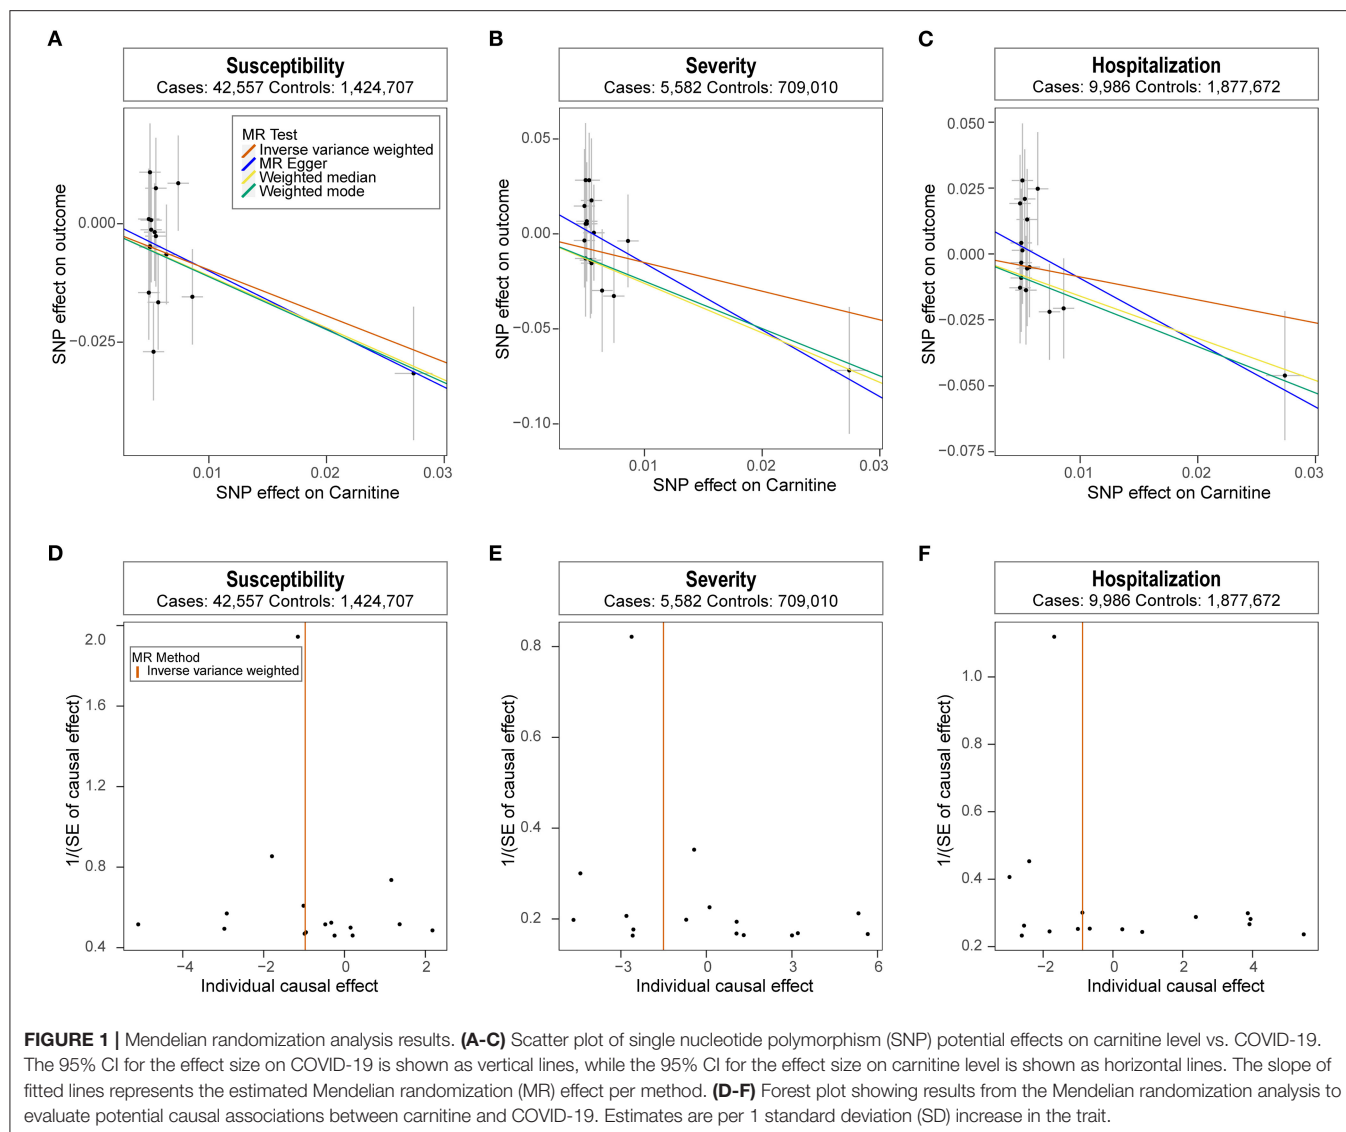 A
Susceptibility
Cases: 42,557 Controls: 1,424,707
MR Test
Inverse variance weighted
MR Egger
Weighted median
Weighted mode
0.000
−0.025
SNP effect on outcome
0.01 0.02 0.03
SNP effect on Carnitine
B
Severity
Cases: 5,582 Controls: 709,010
0.05
0.00
−0.05
−0.10
SNP effect on outcome
0.01 0.02 0.03
SNP effect on Carnitine
C
Hospitalization
Cases: 9,986 Controls: 1,877,672
0.050
0.025
0.000
−0.025
−0.050
−0.075
SNP effect on outcome
0.01 0.02 0.03
SNP effect on Carnitine
D
Susceptibility
Cases: 42,557 Controls: 1,424,707
MR Method
Inverse variance weighted
2.0
1.6
1.2
0.8
0.4
1/(SE of causal effect)
−4 −2 0 2
Individual causal effect
E
Severity
Cases: 5,582 Controls: 709,010
0.8
0.6
0.4
0.2
1/(SE of causal effect)
−3 0 3 6
Individual causal effect
F
Hospitalization
Cases: 9,986 Controls: 1,877,672
1.0
0.8
0.6
0.4
0.2
1/(SE of causal effect)
−2 0 2 4
Individual causal effect
FIGURE 1 | Mendelian randomization analysis results. (A-C) Scatter plot of single nucleotide polymorphism (SNP) potential effects on carnitine level vs. COVID-19.
The 95% CI for the effect size on COVID-19 is shown as vertical lines, while the 95% CI for the effect size on carnitine level is shown as horizontal lines. The slope of
fitted lines represents the estimated Mendelian randomization (MR) effect per method. (D-F) Forest plot showing results from the Mendelian randomization analysis to
evaluate potential causal associations between carnitine and COVID-19. Estimates are per 1 standard deviation (SD) increase in the trait.